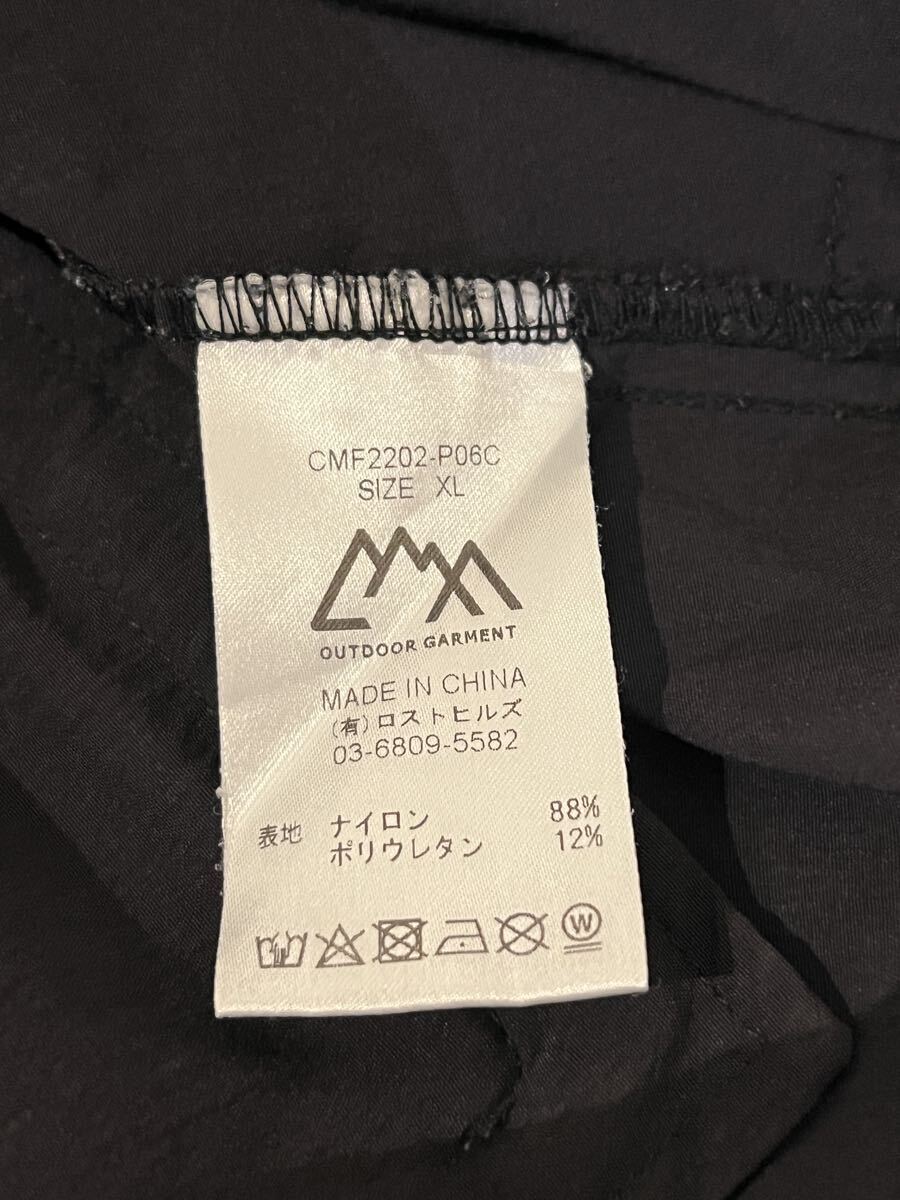 CMF2202-P06C
SIZE XL
OUTDOOR GARMENT
MADE IN CHINA
(有)ロストヒルズ
03-6809-5582
表地 ナイロン 88%
ポリウレタン 12%
W